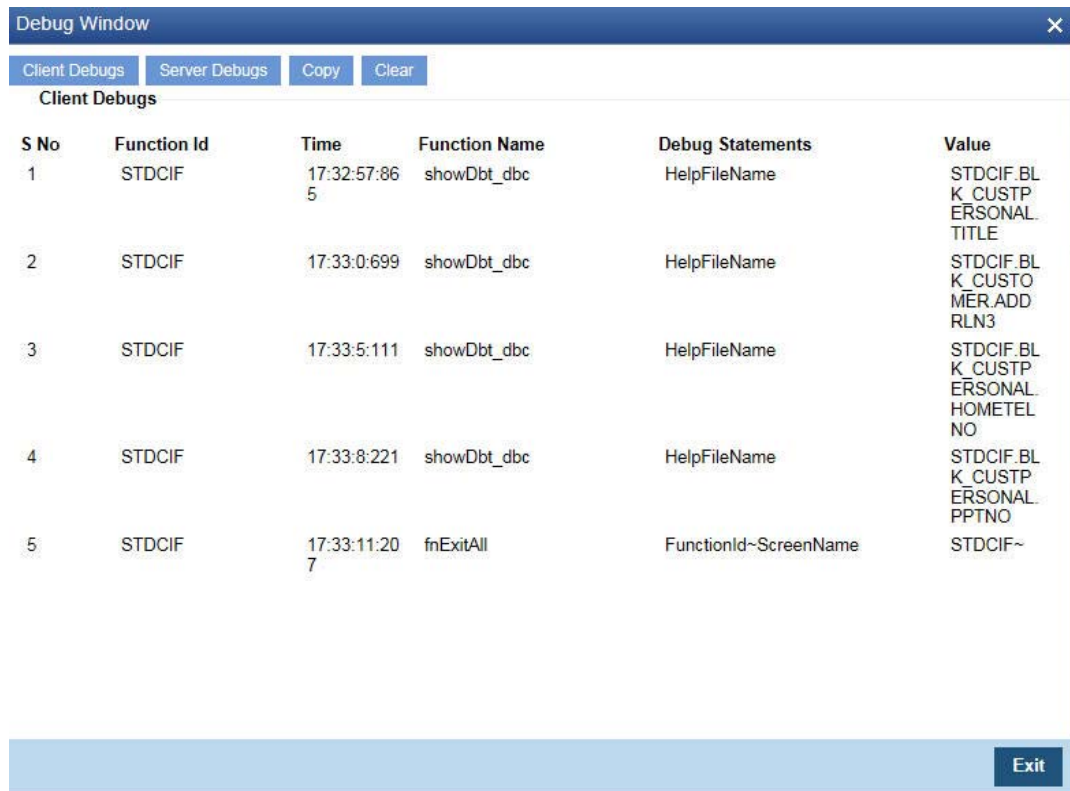 Debug Window
Client Debugs Server Debugs Copy Clear
Client Debugs
S No Function Id Time Function Name Debug Statements Value
1 STDCIF 17:32:57:86 showDbt_dbc HelpFileName STDCIF.BL
5 K_CUSTP
ERSONAL.
TITLE
2 STDCIF 17:33:0:699 showDbt_dbc HelpFileName STDCIF.BL
K_CUSTO
MER.ADD
RLN3
3 STDCIF 17:33:5:111 showDbt_dbc HelpFileName STDCIF.BL
K_CUSTP
ERSONAL.
HOMETEL
NO
4 STDCIF 17:33:8:221 showDbt_dbc HelpFileName STDCIF.BL
K_CUSTP
ERSONAL.
PPTNO
5 STDCIF 17:33:11:20 fnExitAll FunctionId~ScreenName STDCIF~
7
Exit